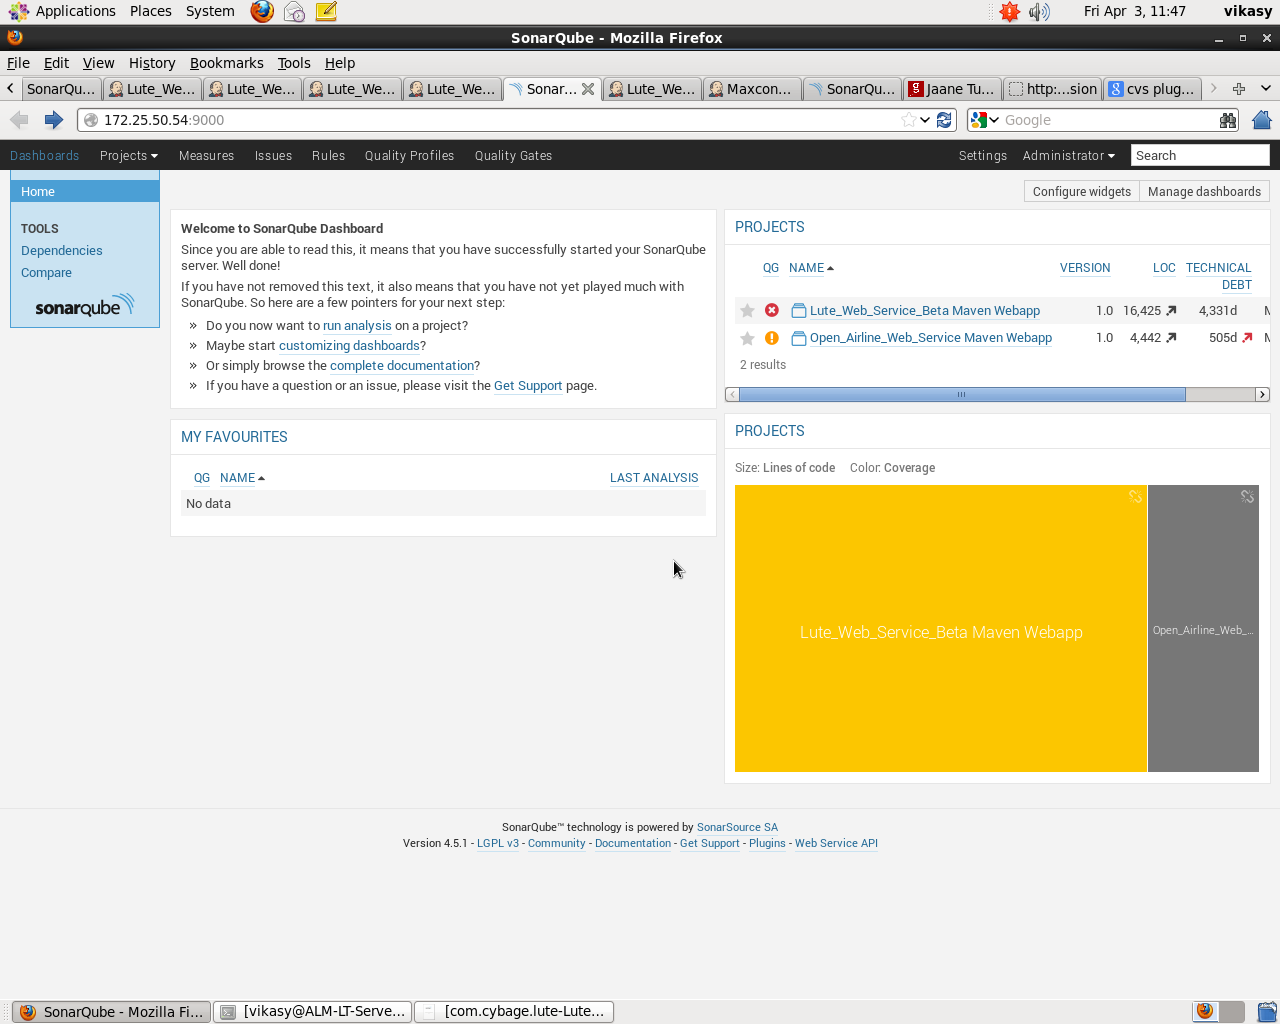 Applications Places System Fri Apr 3, 11:47 vikasy
SonarQube - Mozilla Firefox
File Edit View History Bookmarks Tools Help
SonarQu... Lute_We... Lute_We... Lute_We... Lute_We... Sonar... Lute_We... Maxcon... SonarQu... Jaane Tu... http:...sion cvs plug...
172.25.50.54:9000 Google
Dashboards Projects Measures Issues Rules Quality Profiles Quality Gates Settings Administrator Search
Home
Configure widgets Manage dashboards
TOOLS
Dependencies
Compare
sonarqube
Welcome to SonarQube Dashboard
Since you are able to read this, it means that you have successfully started your SonarQube
server. Well done!
If you have not removed this text, it also means that you have not yet played much with
SonarQube. So here are a few pointers for your next step:
» Do you now want to run analysis on a project?
» Maybe start customizing dashboards?
» Or simply browse the complete documentation?
» If you have a question or an issue, please visit the Get Support page.
MY FAVOURITES
QG NAME LAST ANALYSIS
No data
PROJECTS
QG NAME VERSION LOC TECHNICAL
DEBT
Lute_Web_Service_Beta Maven Webapp 1.0 16,425 4,331d
Open_Airline_Web_Service Maven Webapp 1.0 4,442 505d
2 results
PROJECTS
Size: Lines of code Color: Coverage
Lute_Web_Service_Beta Maven Webapp
Open_Airline_Web_...
SonarQube™ technology is powered by SonarSource SA
Version 4.5.1 - LGPL v3 - Community - Documentation - Get Support - Plugins - Web Service API
SonarQube - Mozilla Fi... [vikasy@ALM-LT-Serve... [com.cybage.lute-Lute...